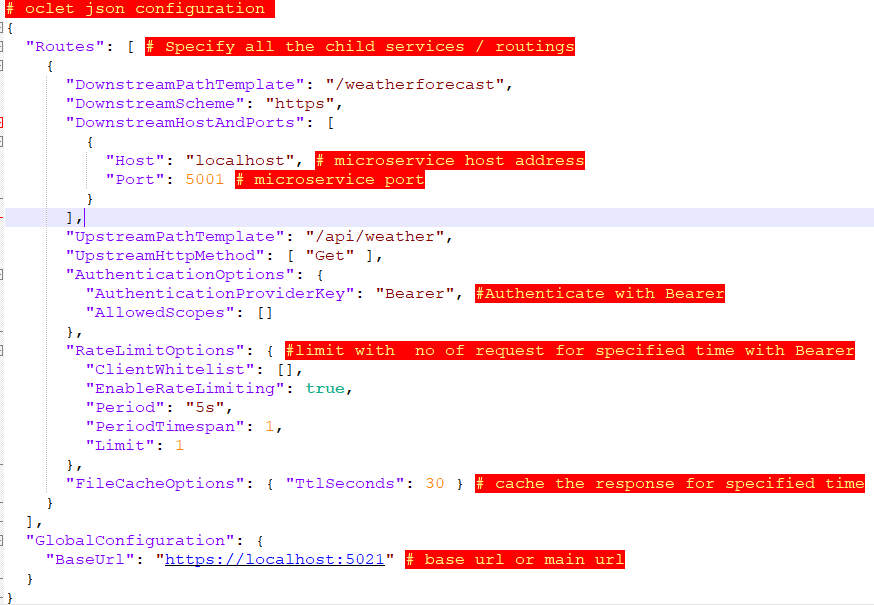 # oclet json configuration
{
"Routes": [ # Specify all the child services / routings
{
"DownstreamPathTemplate": "/weatherforecast",
"DownstreamScheme": "https",
"DownstreamHostAndPorts": [
{
"Host": "localhost", # microservice host address
"Port": 5001 # microservice port
}
],
"UpstreamPathTemplate": "/api/weather",
"UpstreamHttpMethod": [ "Get" ],
"AuthenticationOptions": {
"AuthenticationProviderKey": "Bearer", #Authenticate with Bearer
"AllowedScopes": []
},
"RateLimitOptions": { #limit with  no of request for specified time with Bearer
"ClientWhitelist": [],
"EnableRateLimiting": true,
"Period": "5s",
"PeriodTimespan": 1,
"Limit": 1
},
"FileCacheOptions": { "TtlSeconds": 30 } # cache the response for specified time
}
],
"GlobalConfiguration": {
"BaseUrl": "https://localhost:5021" # base url or main url
}
}